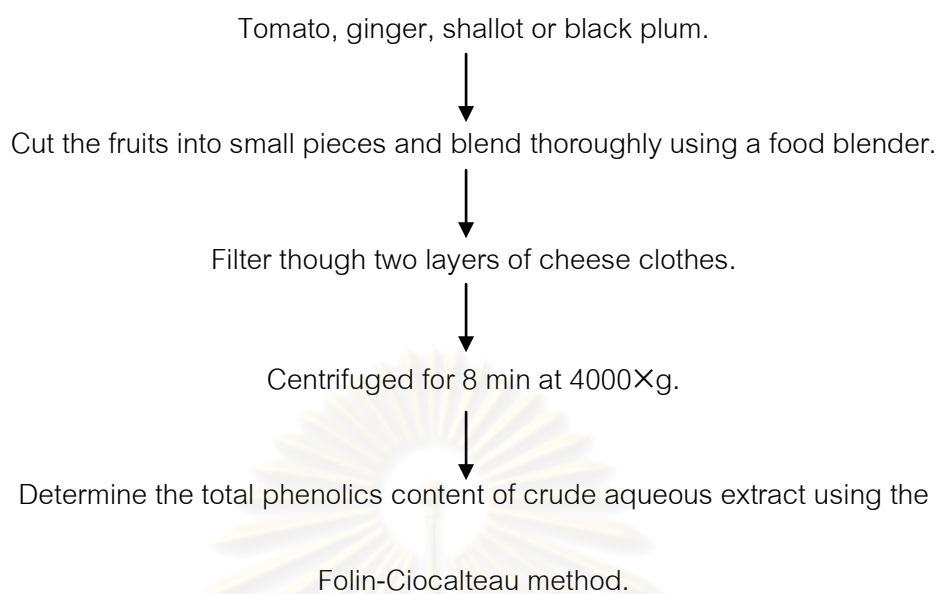 Tomato, ginger, shallot or black plum.
Cut the fruits into small pieces and blend thoroughly using a food blender.
Filter though two layers of cheese clothes.
Centrifuged for 8 min at 4000×g.
Determine the total phenolics content of crude aqueous extract using the
Folin-Ciocalteau method.